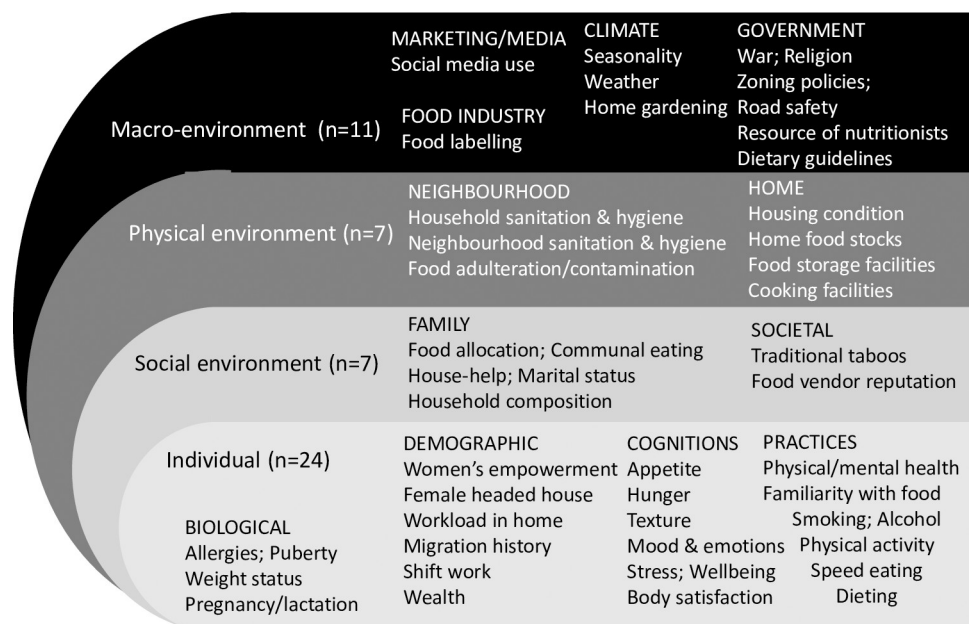 Macro-environment (n=11)
MARKETING/MEDIA
Social media use
FOOD INDUSTRY
Food labelling
CLIMATE
Seasonality
Weather
Home gardening
GOVERNMENT
War; Religion
Zoning policies;
Road safety
Resource of nutritionists
Dietary guidelines
Physical environment (n=7)
NEIGHBOURHOOD
Household sanitation & hygiene
Neighbourhood sanitation & hygiene
Food adulteration/contamination
HOME
Housing condition
Home food stocks
Food storage facilities
Cooking facilities
Social environment (n=7)
FAMILY
Food allocation; Communal eating
House-help; Marital status
Household composition
SOCIETAL
Traditional taboos
Food vendor reputation
Individual (n=24)
BIOLOGICAL
Allergies; Puberty
Weight status
Pregnancy/lactation
DEMOGRAPHIC
Women's empowerment
Female headed house
Workload in home
Migration history
Shift work
Wealth
COGNITIONS
Appetite
Hunger
Texture
Mood & emotions
Stress; Wellbeing
Body satisfaction
PRACTICES
Physical/mental health
Familiarity with food
Smoking; Alcohol
Physical activity
Speed eating
Dieting